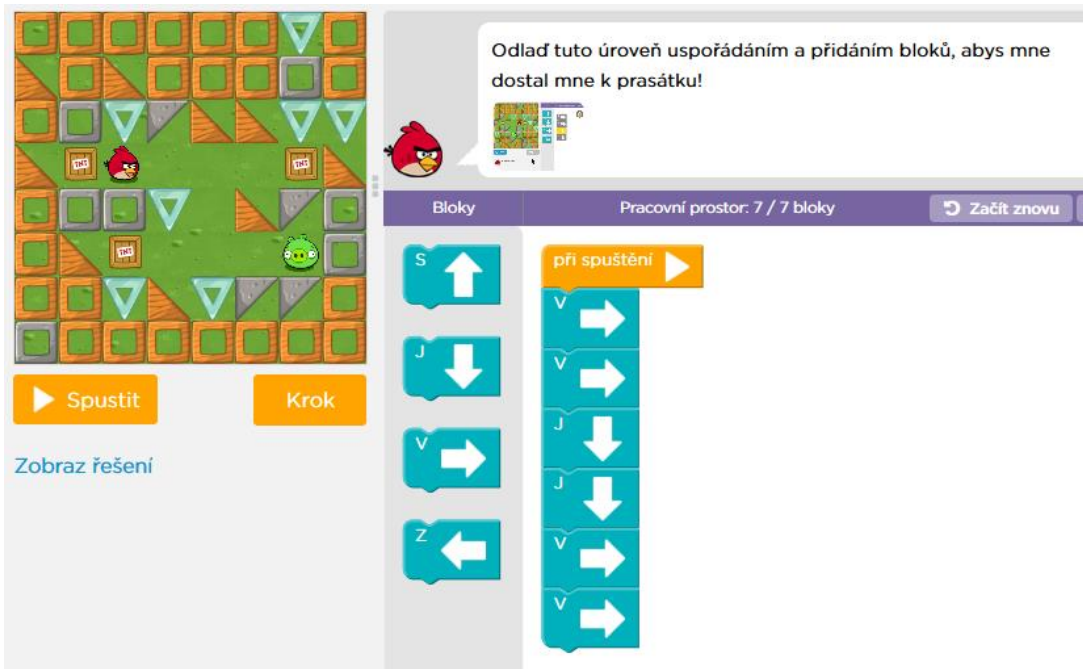 Odlaď tuto úroveň uspořádáním a přidáním bloků, abys mne
dostal mne k prasátku!
TNT
TNT
TNT
Bloky
Pracovní prostor: 7 / 7 bloky
Začít znovu
S
J
V
Z
při spuštění
V
V
J
J
V
V
Spustit
Krok
Zobraz řešení